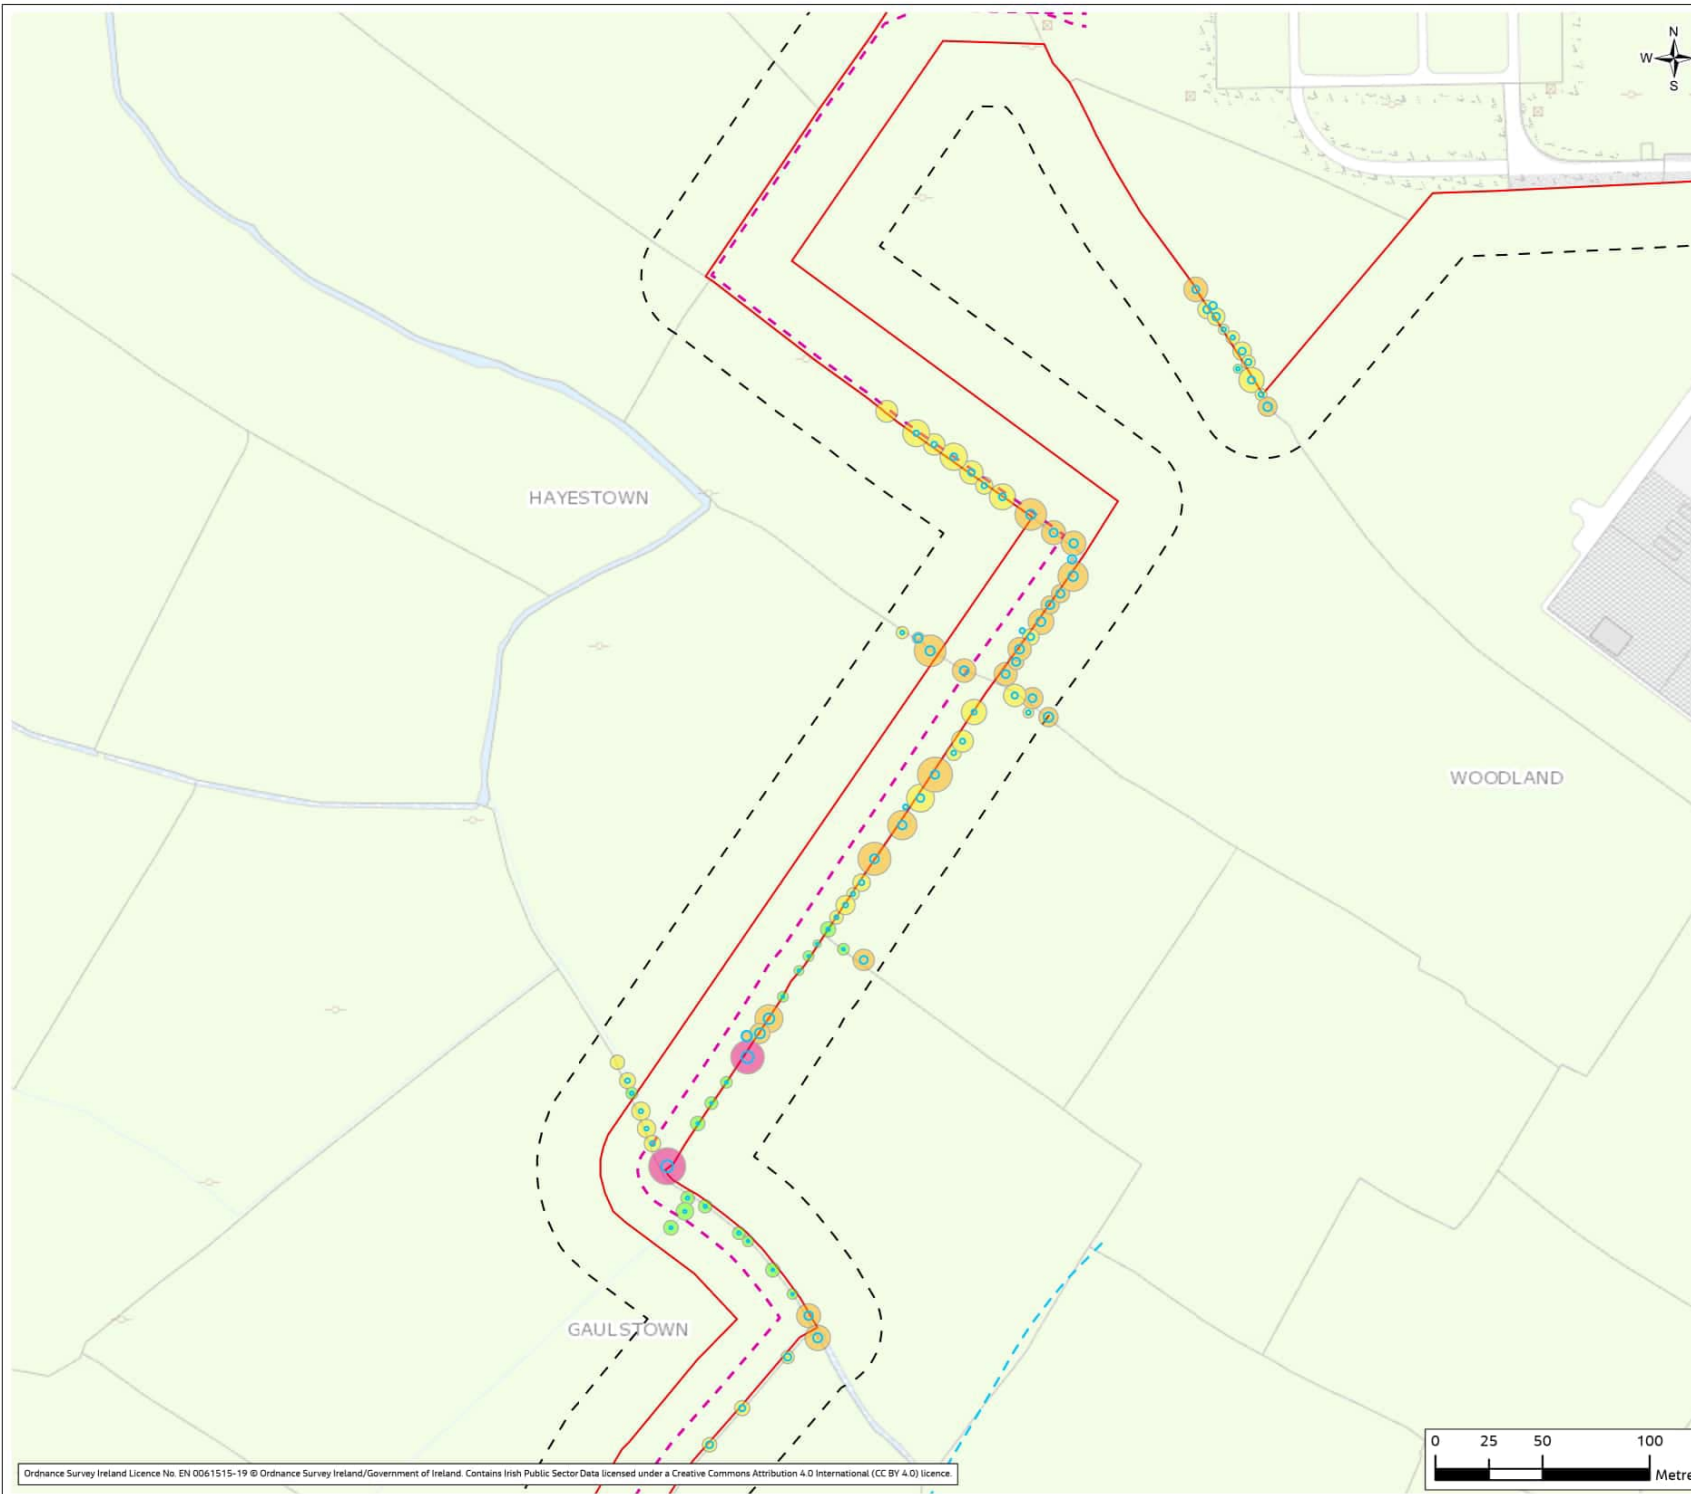 N
W
S
HAYESTOWN
WOODLAND
GAULSTOWN
0 25 50 100
Metre
Ordnance Survey Ireland Licence No. EN 0061515-19 © Ordnance Survey Ireland/Government of Ireland. Contains Irish Public Sector Data licensed under a Creative Commons Attribution 4.0 International (CC BY 4.0) licence.